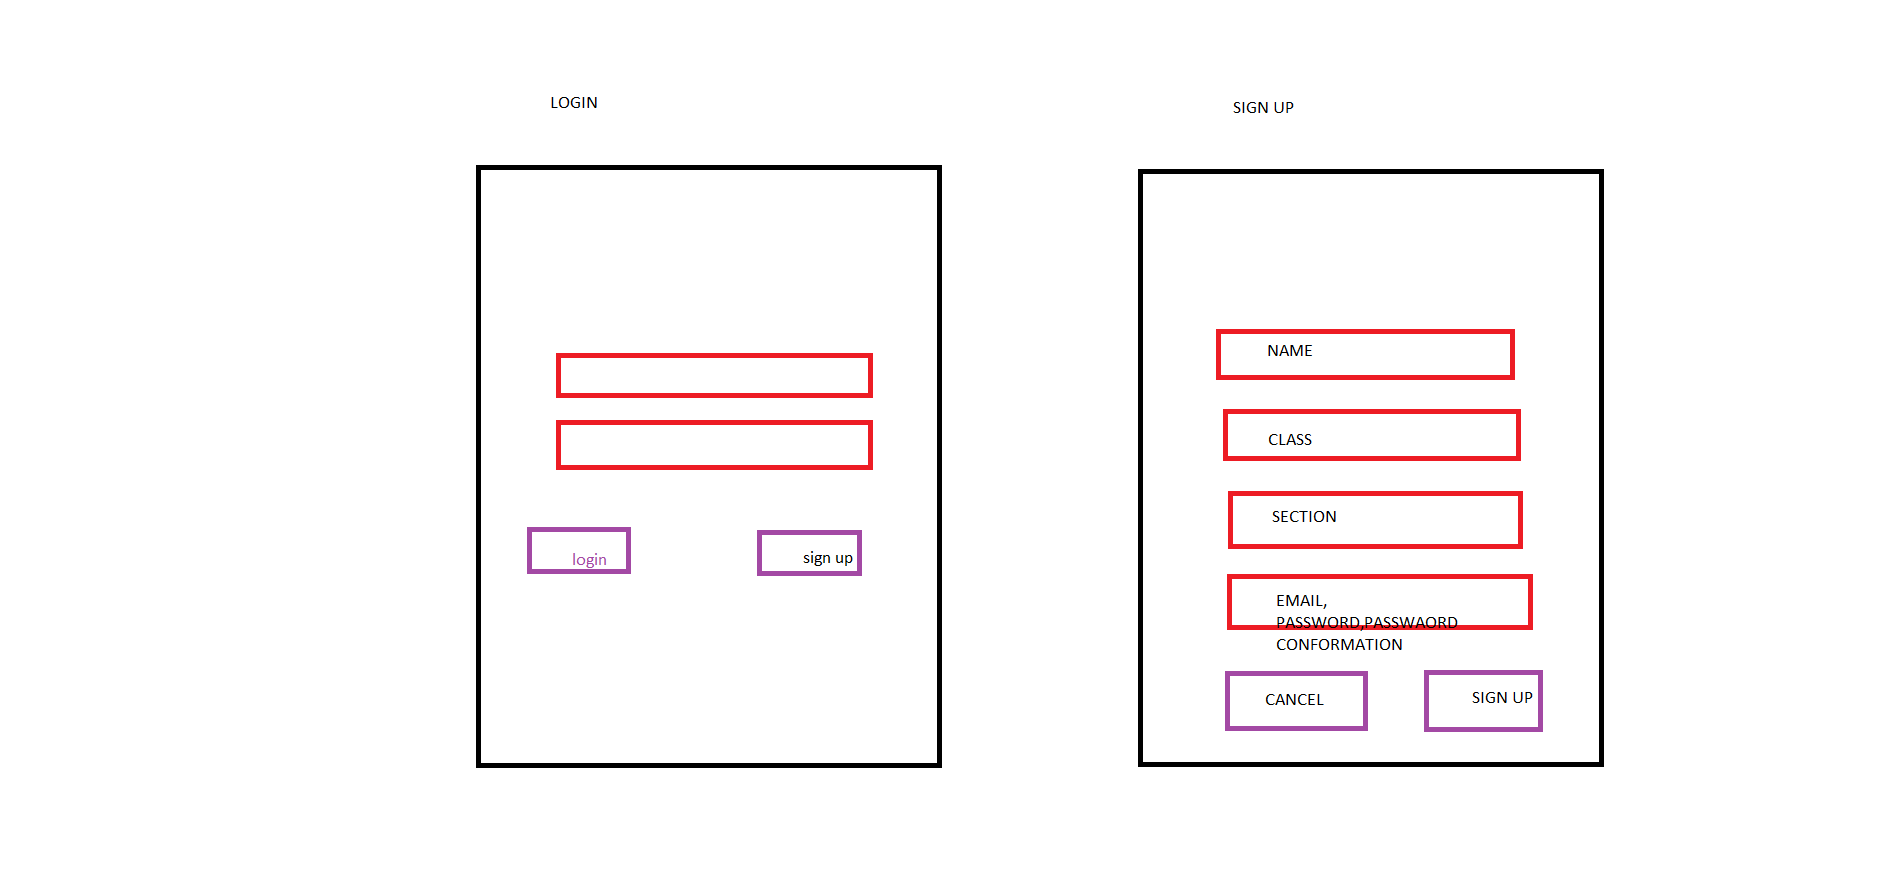 LOGIN
login
sign up
SIGN UP
NAME
CLASS
SECTION
EMAIL,
PASSWORD,PASSWAORD
CONFORMATION
CANCEL
SIGN UP